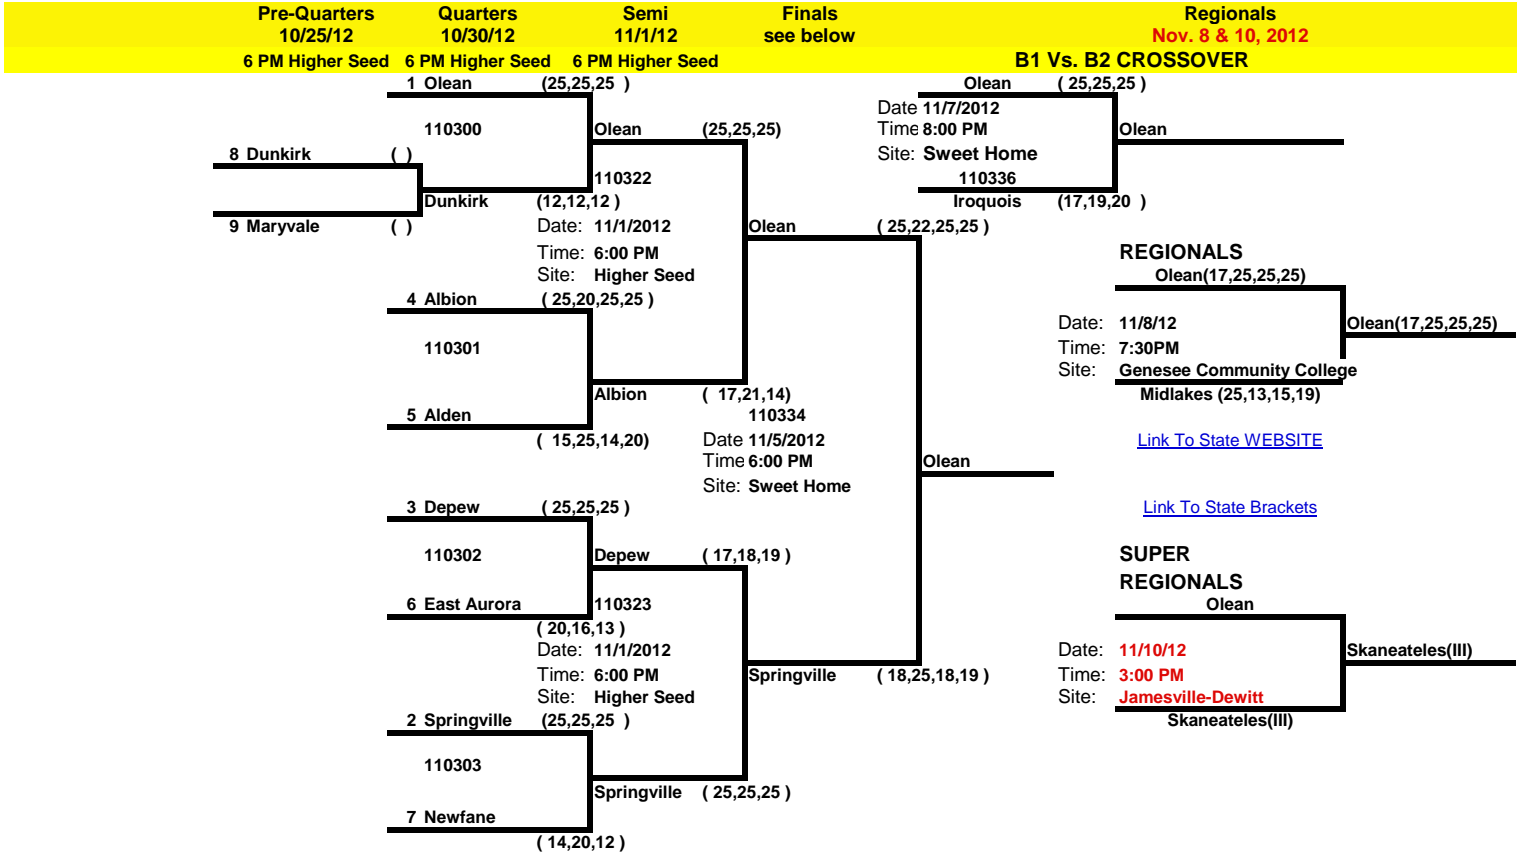 Pre-Quarters Quarters Semi Finals Regionals
10/25/12 10/30/12 11/1/12 see below Nov. 8 & 10, 2012
6 PM Higher Seed 6 PM Higher Seed 6 PM Higher Seed B1 Vs. B2 CROSSOVER
1 Olean (25,25,25 ) Olean ( 25,25,25 )
Date 11/7/2012
110300 Olean (25,25,25) Time 8:00 PM Olean
8 Dunkirk ( ) Site: Sweet Home
110322 110336
Dunkirk (12,12,12 ) Iroquois (17,19,20 )
9 Maryvale ( ) Date: 11/1/2012 Olean ( 25,22,25,25 )
Time: 6:00 PM REGIONALS
Site: Higher Seed Olean(17,25,25,25)
4 Albion ( 25,20,25,25 )
Date: 11/8/12 Olean(17,25,25,25)
110301 Time: 7:30PM
Site: Genesee Community College
Albion ( 17,21,14) Midlakes (25,13,15,19)
5 Alden 110334
( 15,25,14,20) Date 11/5/2012 Link To State WEBSITE
Time 6:00 PM Olean
Site: Sweet Home
3 Depew ( 25,25,25 ) Link To State Brackets
110302 Depew ( 17,18,19 ) SUPER
REGIONALS
6 East Aurora 110323 Olean
( 20,16,13 )
Date: 11/1/2012 Date: 11/10/12 Skaneateles(III)
Time: 6:00 PM Springville ( 18,25,18,19 ) Time: 3:00 PM
Site: Higher Seed Site: Jamesville-Dewitt
2 Springville (25,25,25 ) Skaneateles(III)
110303
Springville ( 25,25,25 )
7 Newfane
( 14,20,12 )